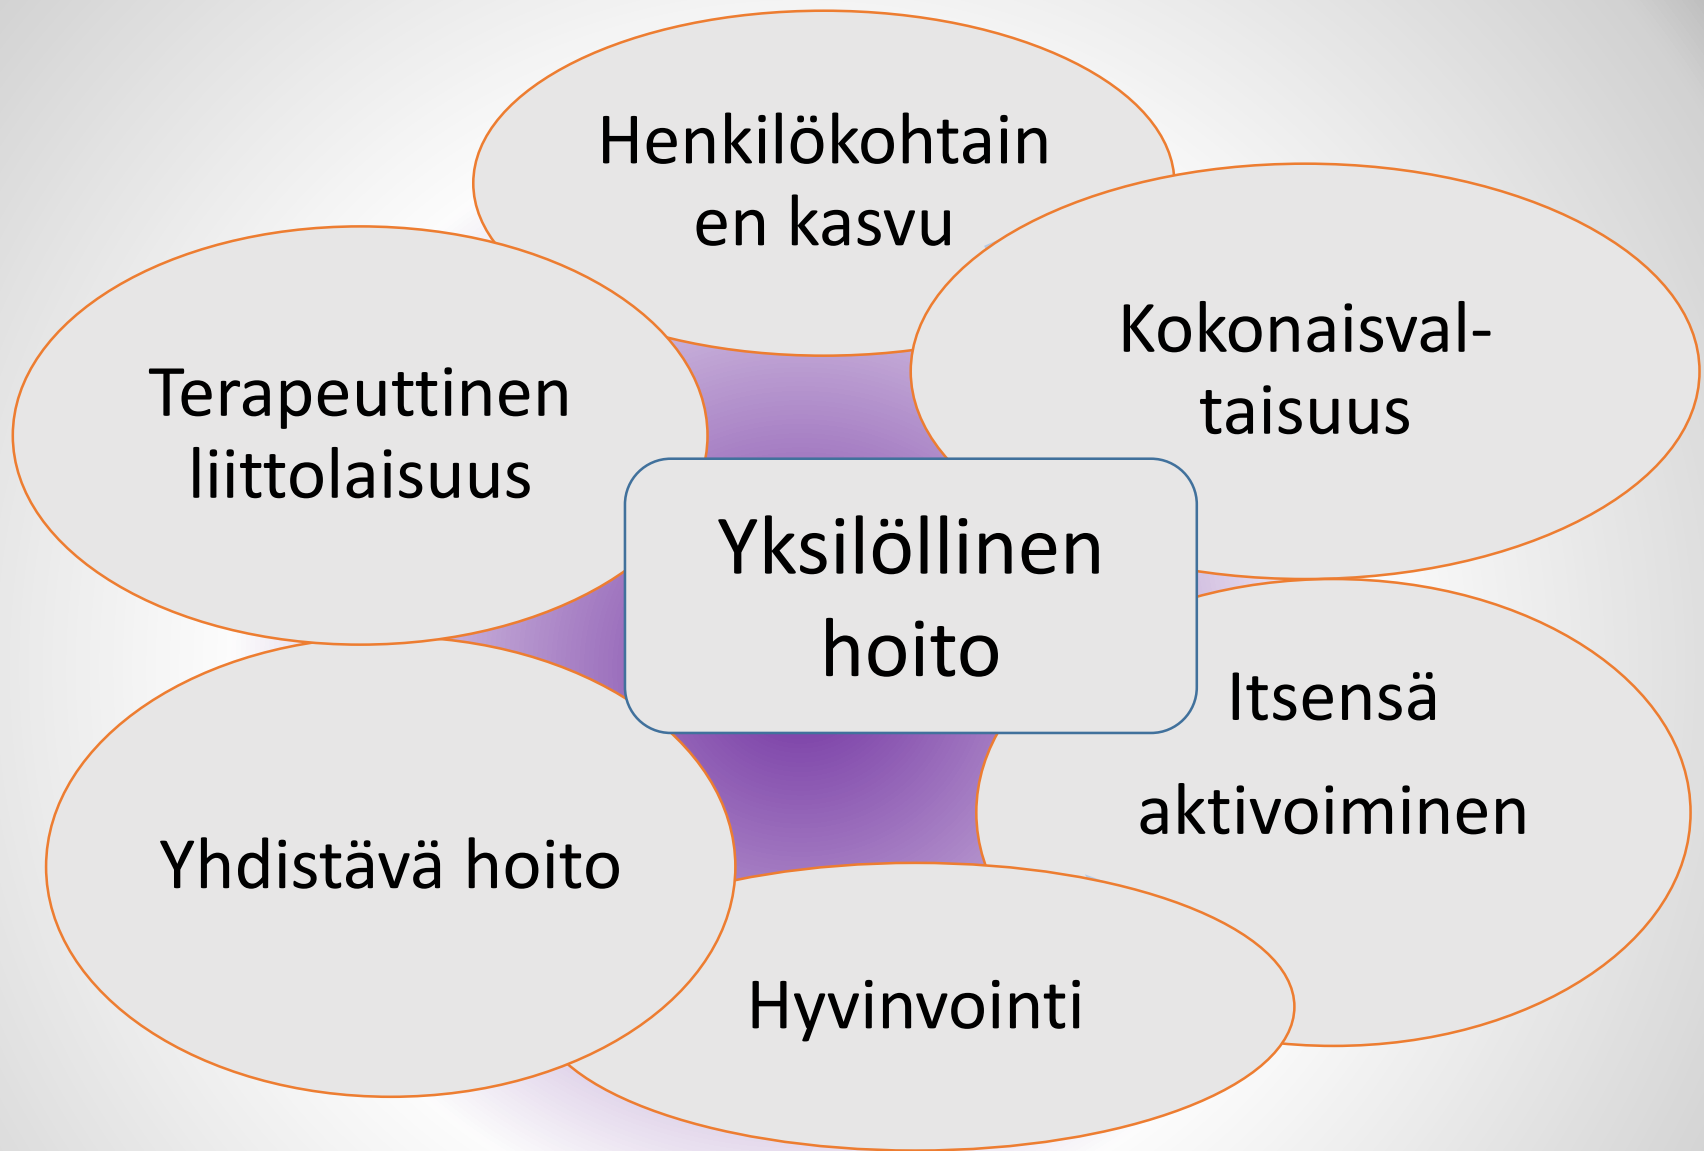 Henkilökohtain
en kasvu
Kokonaisval-
taisuus
Terapeuttinen
liittolaisuus
Yksilöllinen
hoito
Itsensä
aktivoiminen
Yhdistävä hoito
Hyvinvointi